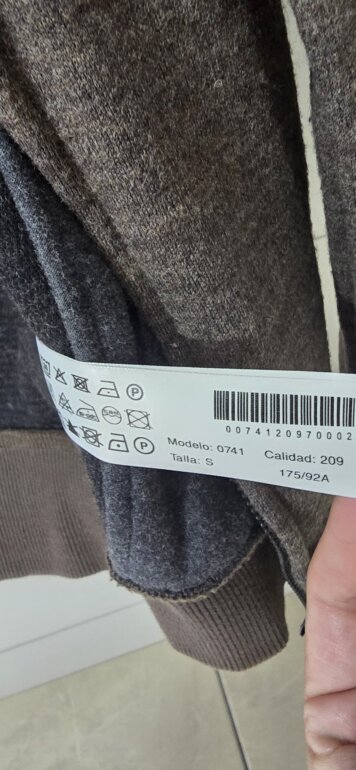 0074120970002
Modelo: 0741
Calidad: 209
Talla: S
175/92A
P
P